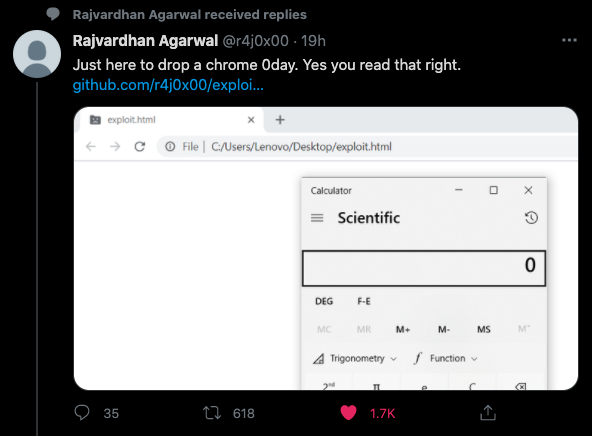 Rajvardhan Agarwal received replies
Rajvardhan Agarwal @r4j0x00 · 19h
Just here to drop a chrome 0day. Yes you read that right.
github.com/r4j0x00/exploi...
exploit.html
File | C:/Users/Lenovo/Desktop/exploit.html
Calculator
Scientific
0
DEG F-E
MC MR M+ M- MS M˅
Trigonometry Function
2nd π e C
35 618 1.7K